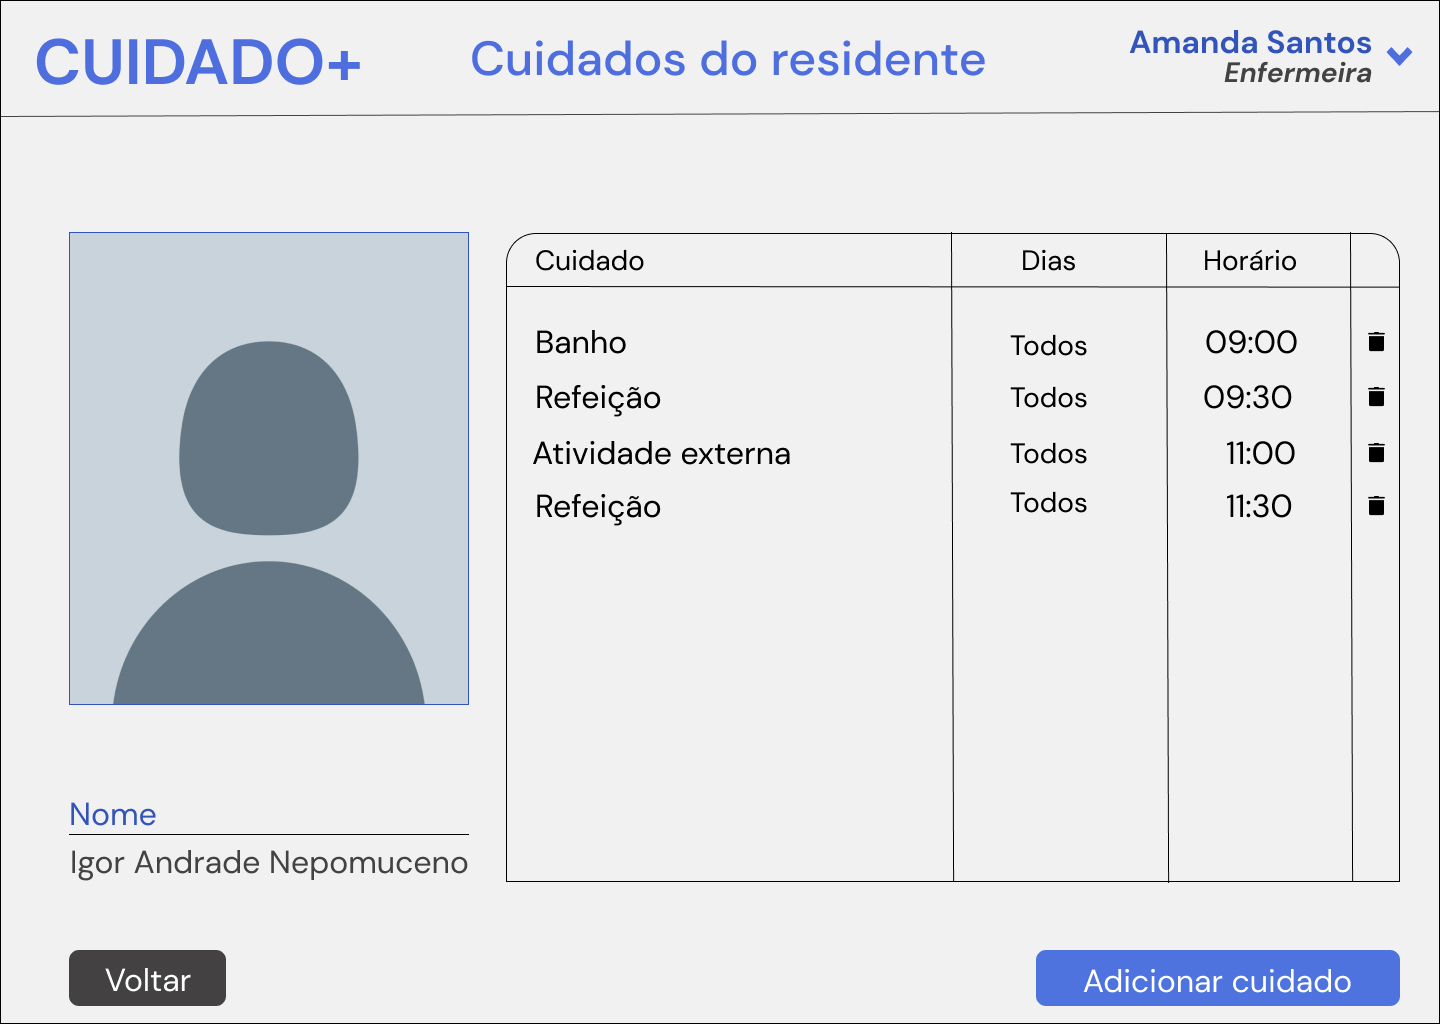 CUIDADO+
Cuidados do residente
Amanda Santos
Enfermeira
Cuidado Dias Horário
Banho Todos 09:00
Refeição Todos 09:30
Atividade externa Todos 11:00
Refeição Todos 11:30
Nome
Igor Andrade Nepomuceno
Voltar
Adicionar cuidado